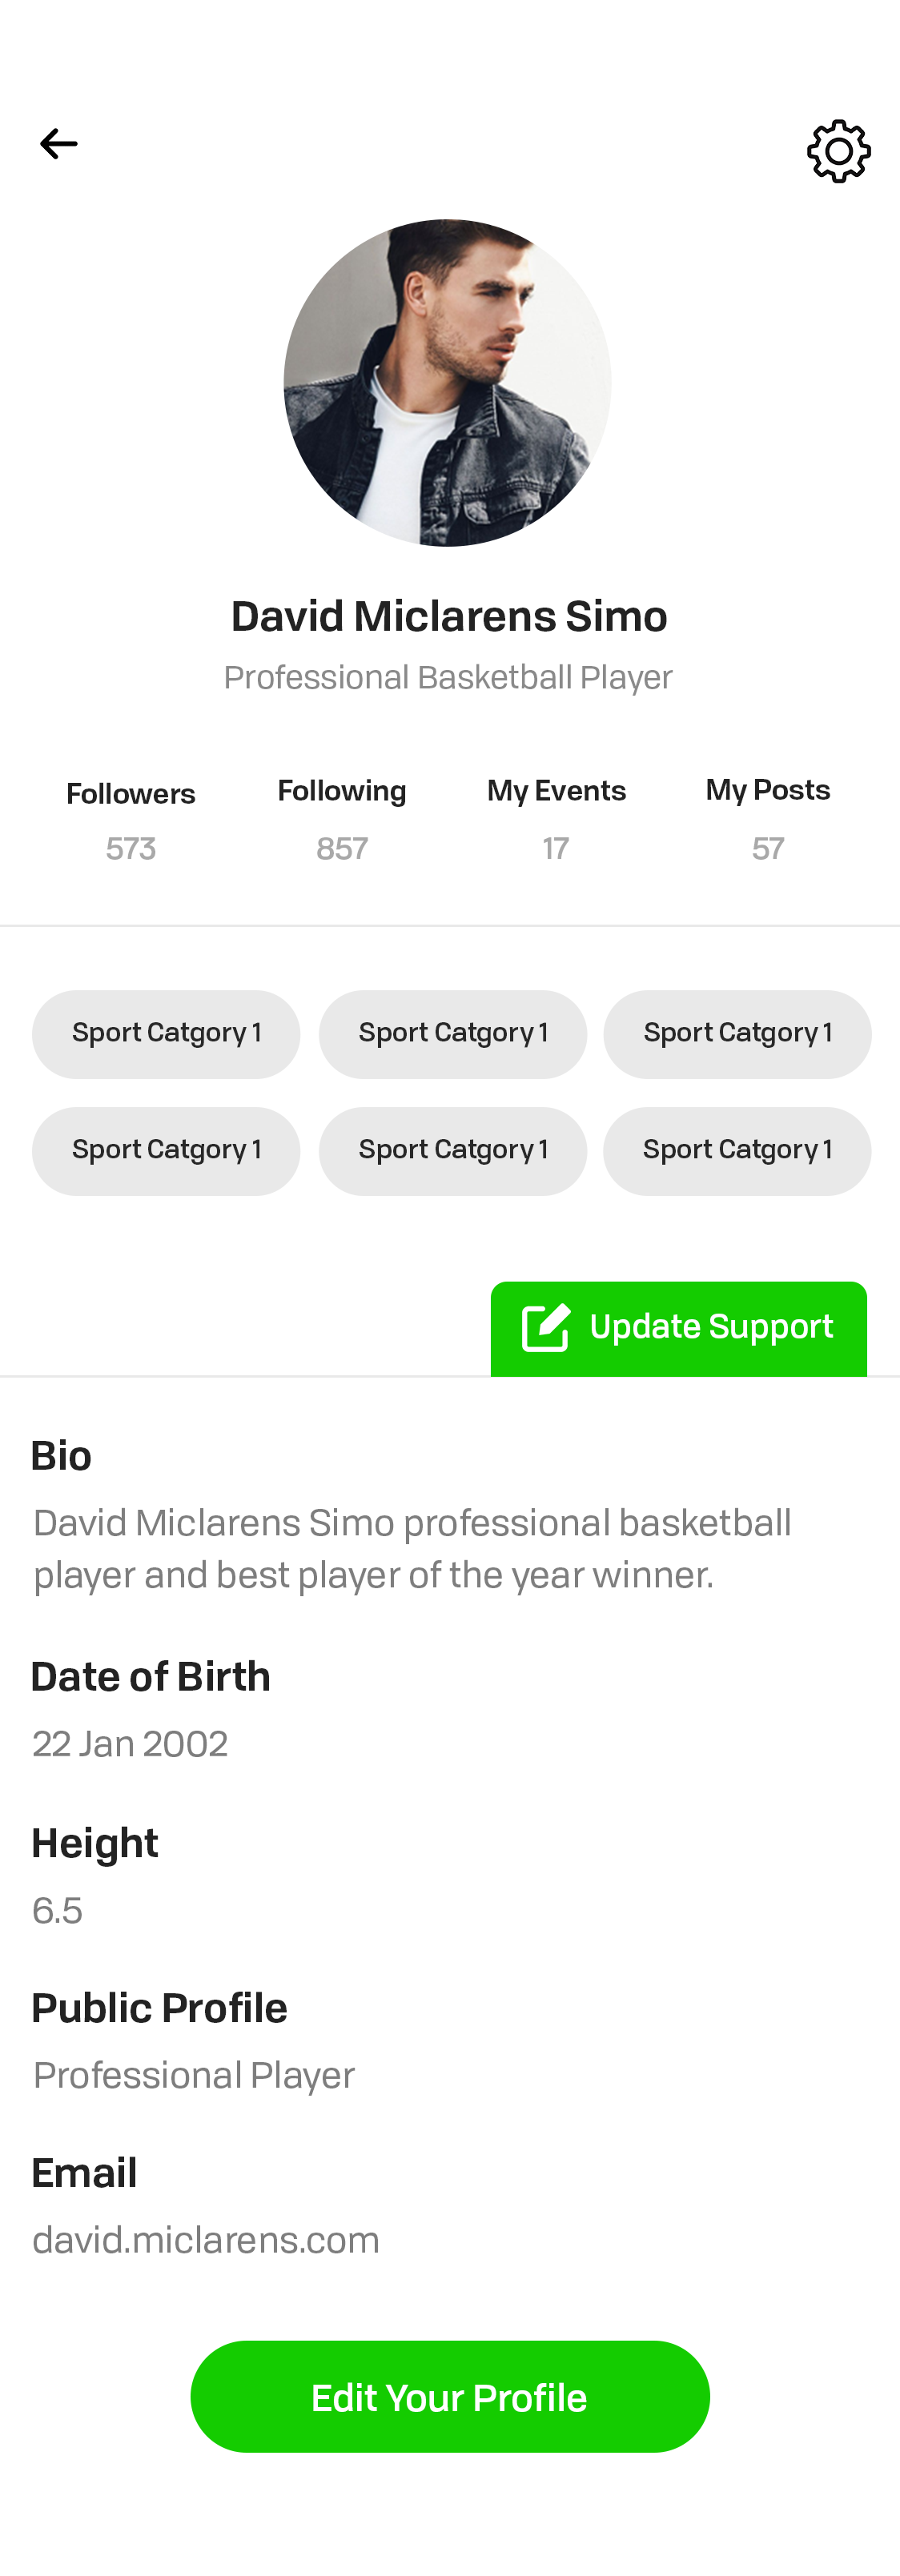 David Miclarens Simo
Professional Basketball Player
Followers Following My Events My Posts
573 857 17 57
Sport Catgory 1 Sport Catgory 1 Sport Catgory 1
Sport Catgory 1 Sport Catgory 1 Sport Catgory 1
Update Support
Bio
David Miclarens Simo professional basketball
player and best player of the year winner.
Date of Birth
22 Jan 2002
Height
6.5
Public Profile
Professional Player
Email
david.miclarens.com
Edit Your Profile